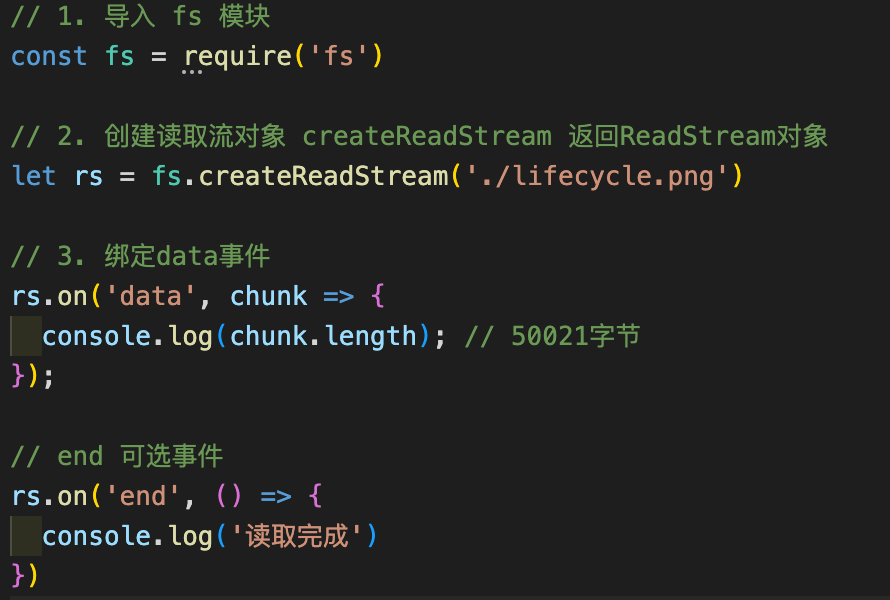 // 1. 导入 fs 模块
const fs = require('fs')
// 2. 创建读取流对象 createReadStream 返回ReadStream对象
let rs = fs.createReadStream('./lifecycle.png')
// 3. 绑定data事件
rs.on('data', chunk => {
  console.log(chunk.length); // 50021字节
});
// end 可选事件
rs.on('end', () => {
  console.log('读取完成')
})